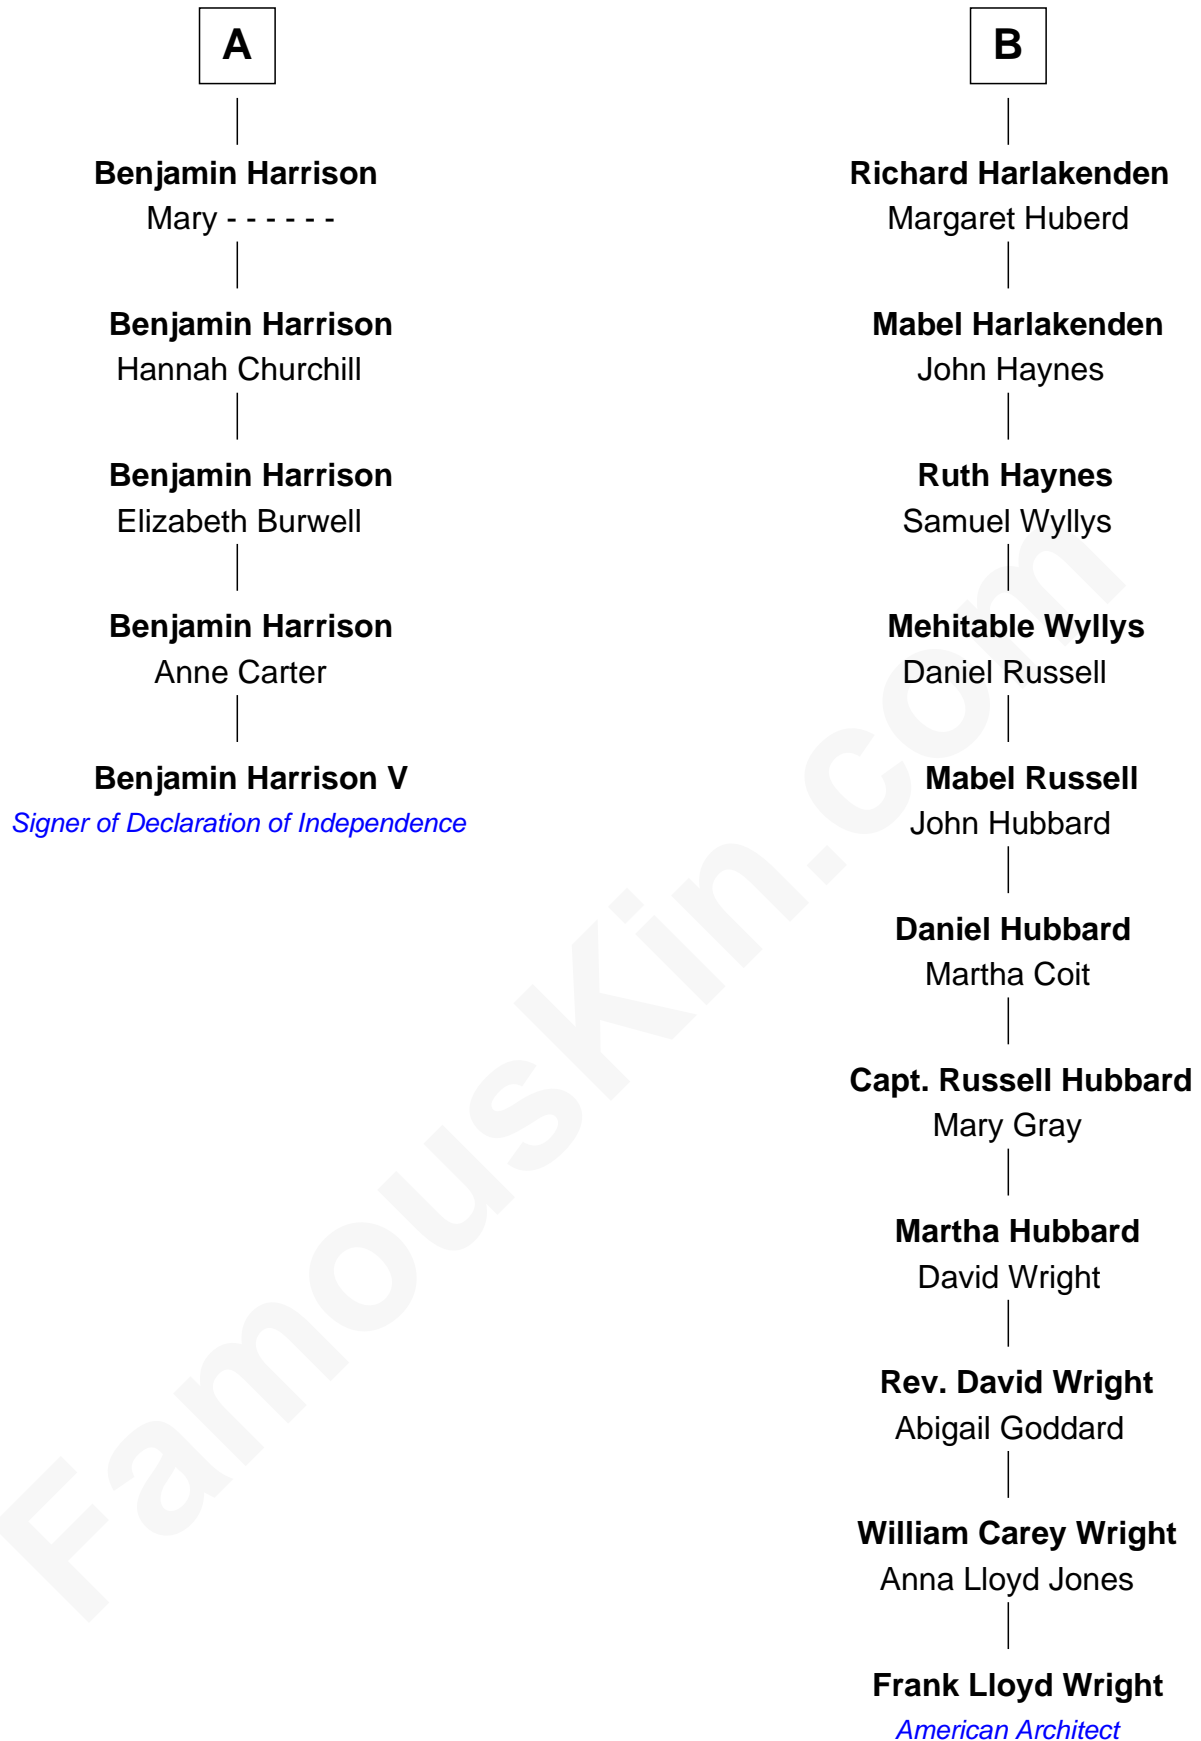 A
Benjamin Harrison
Mary - - - - - -
Benjamin Harrison
Hannah Churchill
Benjamin Harrison
Elizabeth Burwell
Benjamin Harrison
Anne Carter
Benjamin Harrison V
Signer of Declaration of Independence
B
Richard Harlakenden
Margaret Huberd
Mabel Harlakenden
John Haynes
Ruth Haynes
Samuel Wyllys
Mehitable Wyllys
Daniel Russell
Mabel Russell
John Hubbard
Daniel Hubbard
Martha Coit
Capt. Russell Hubbard
Mary Gray
Martha Hubbard
David Wright
Rev. David Wright
Abigail Goddard
William Carey Wright
Anna Lloyd Jones
Frank Lloyd Wright
American Architect
FamousKin.com